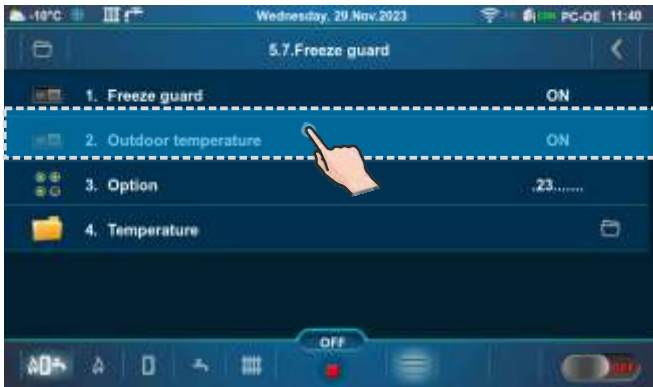 -10°C Wednesday, 29.Nov.2023 PC-OE 11:40
5.7.Freeze guard
1. Freeze guard ON
2. Outdoor temperature ON
3. Option .23.......
4. Temperature
OFF
OFF